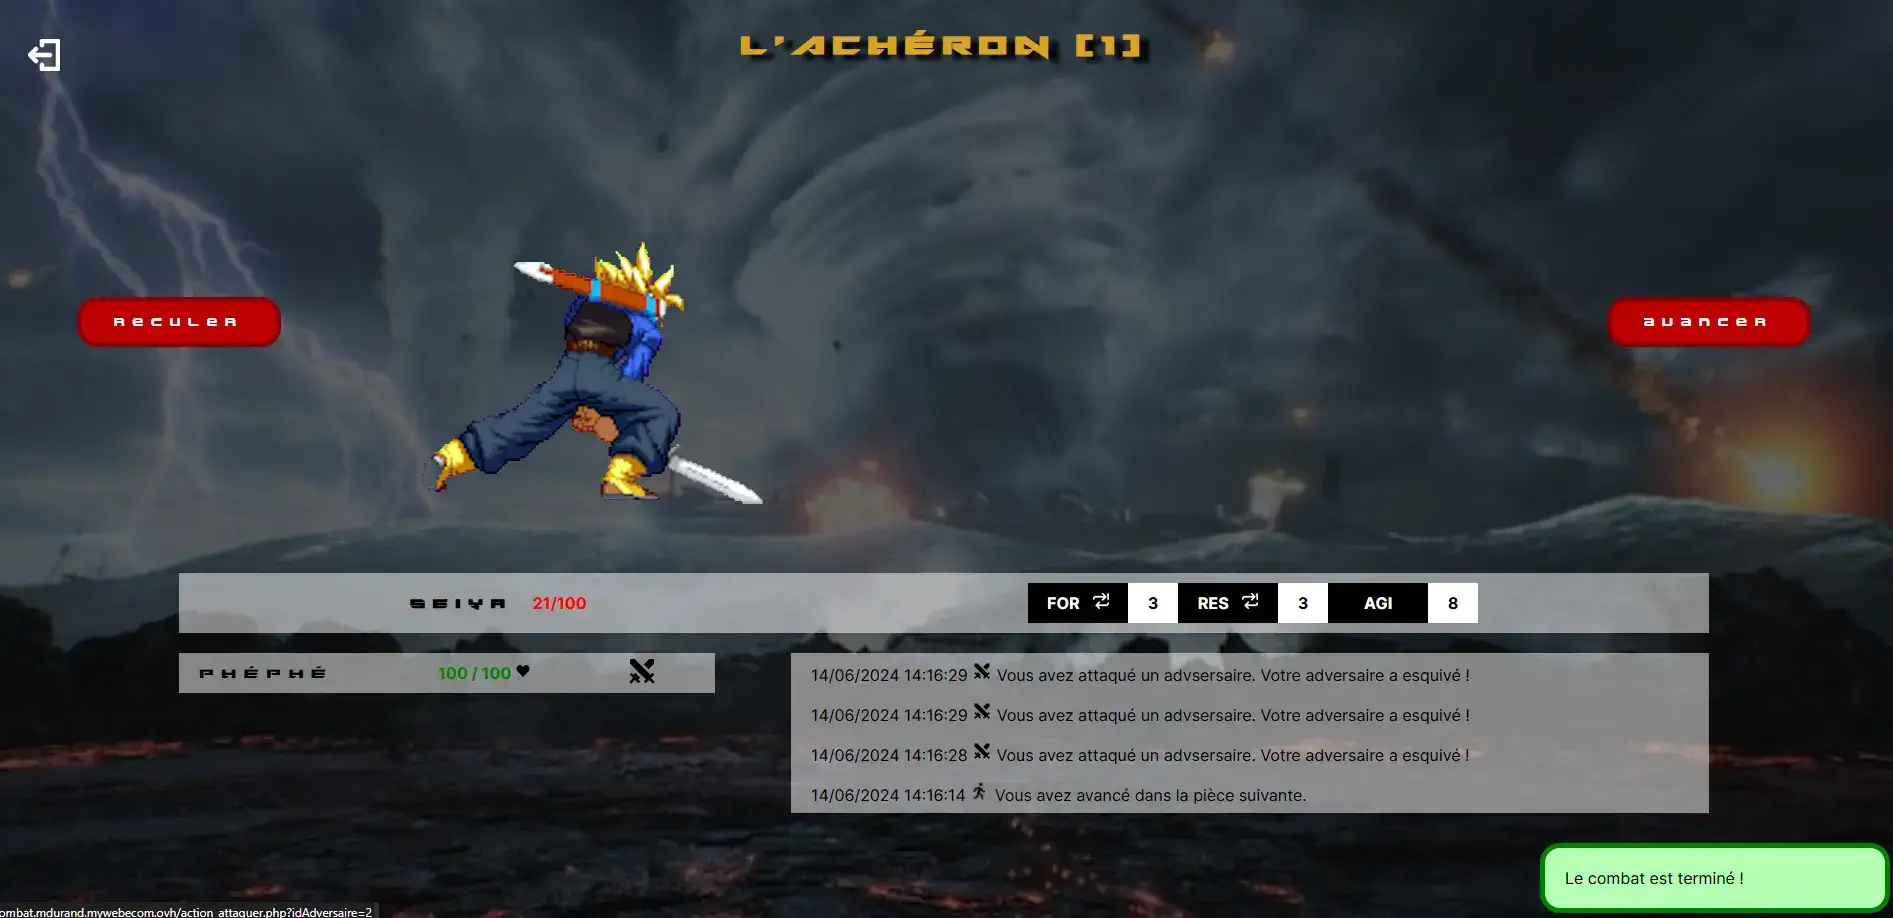 L'ACHÉRON [1]
RECULER
AVANCER
SEIYA 21/100
FOR 3 RES 3 AGI 8
PHÉPHÉ 100 / 100
14/06/2024 14:16:29 Vous avez attaqué un advsersaire. Votre adversaire a esquivé !
14/06/2024 14:16:29 Vous avez attaqué un advsersaire. Votre adversaire a esquivé !
14/06/2024 14:16:28 Vous avez attaqué un advsersaire. Votre adversaire a esquivé !
14/06/2024 14:16:14 Vous avez avancé dans la pièce suivante.
Le combat est terminé !
ombat.mdurand.mywebecom.ovh/action_attaquer.php?idAdversaire=2